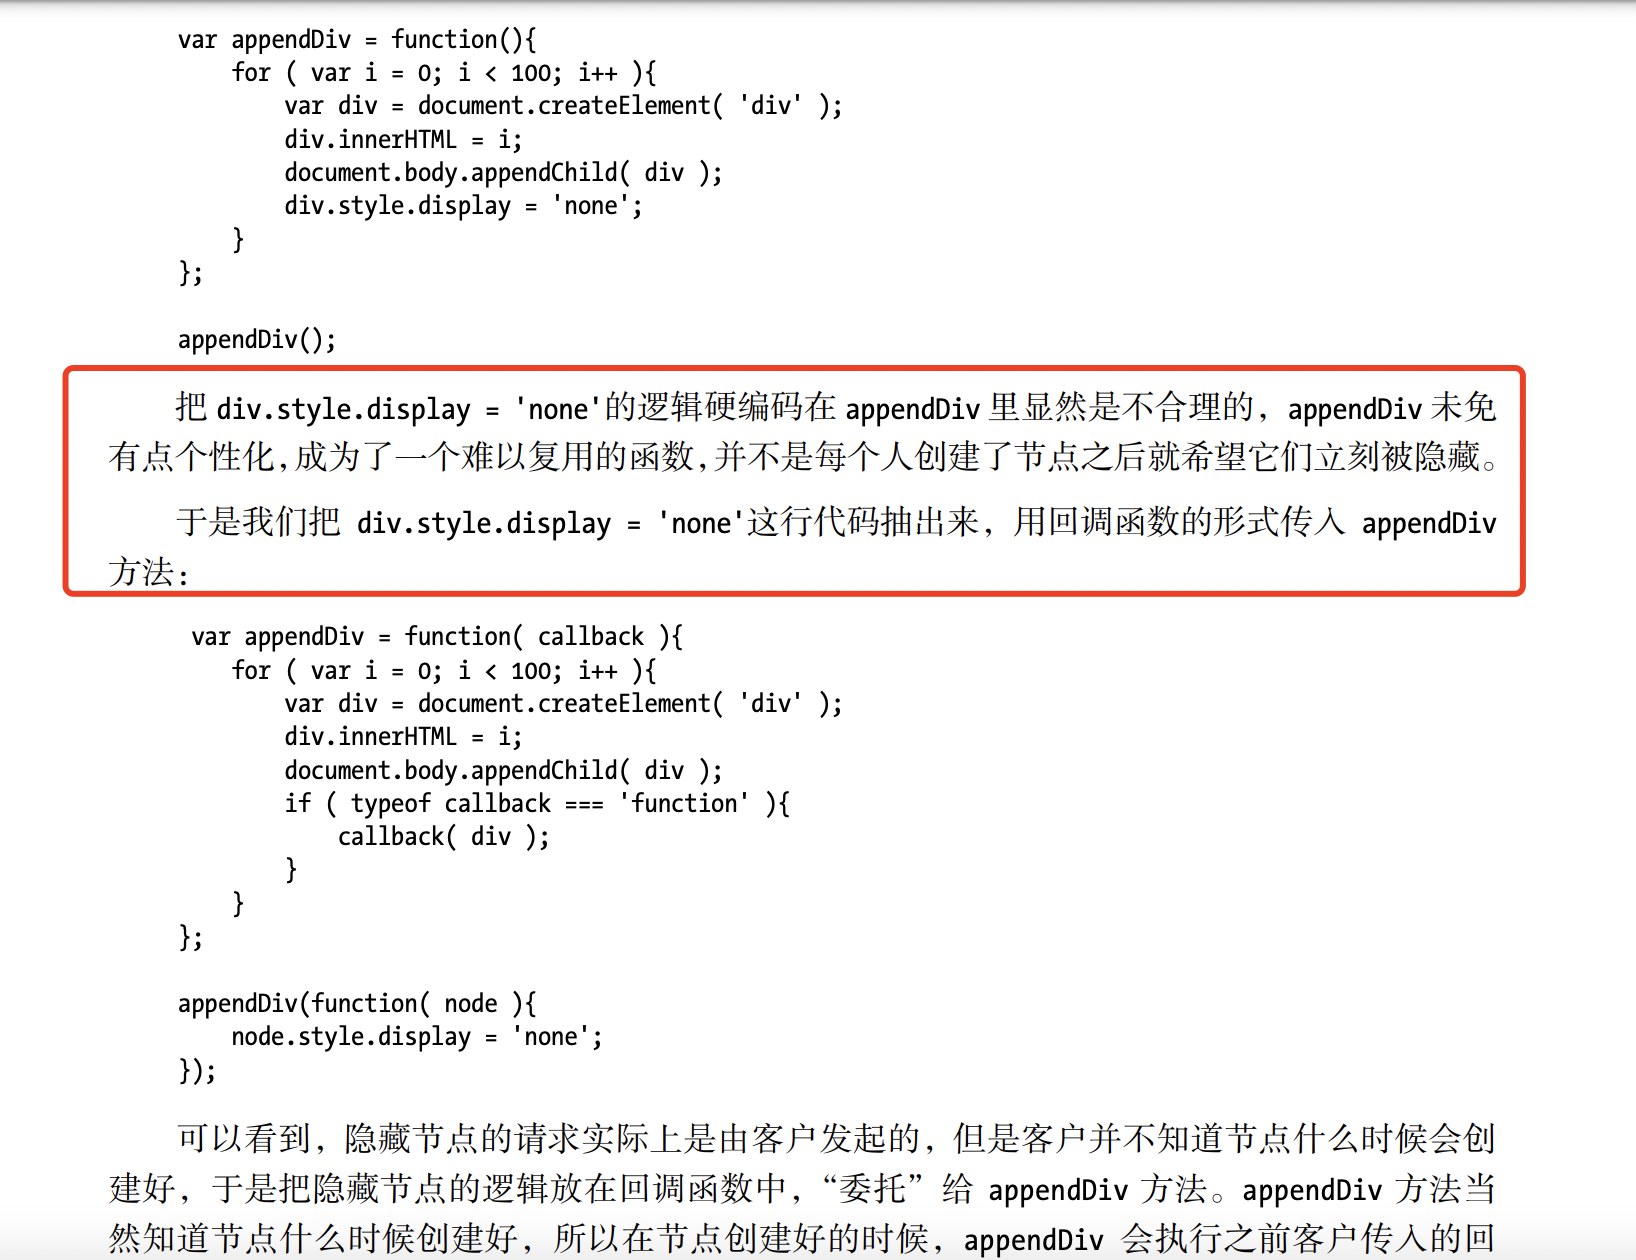 var appendDiv = function(){
for ( var i = 0; i < 100; i++ ){
var div = document.createElement( 'div' );
div.innerHTML = i;
document.body.appendChild( div );
div.style.display = 'none';
}
};
appendDiv();
把 div.style.display = 'none'的逻辑硬编码在 appendDiv 里显然是不合理的，appendDiv 未免
有点个性化，成为了一个难以复用的函数，并不是每个人创建了节点之后就希望它们立刻被隐藏。
于是我们把 div.style.display = 'none'这行代码抽出来，用回调函数的形式传入 appendDiv
方法：
var appendDiv = function( callback ){
for ( var i = 0; i < 100; i++ ){
var div = document.createElement( 'div' );
div.innerHTML = i;
document.body.appendChild( div );
if ( typeof callback === 'function' ){
callback( div );
}
}
};
appendDiv(function( node ){
node.style.display = 'none';
});
可以看到，隐藏节点的请求实际上是由客户发起的，但是客户并不知道节点什么时候会创
建好，于是把隐藏节点的逻辑放在回调函数中，“委托”给 appendDiv 方法。appendDiv 方法当
然知道节点什么时候创建好，所以在节点创建好的时候，appendDiv 会执行之前客户传入的回